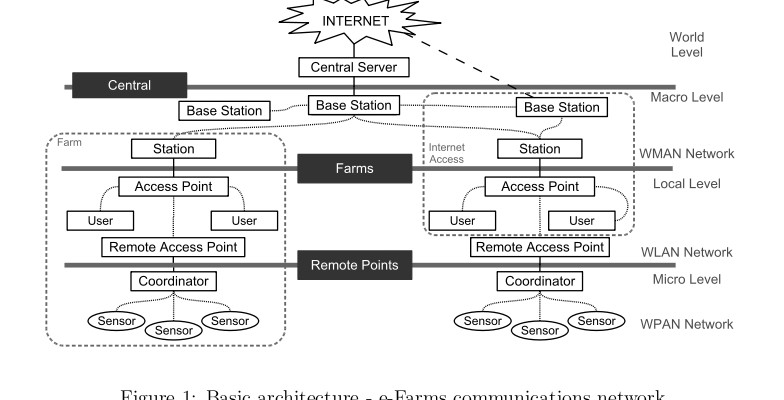 INTERNET
World
Level
Central Server
Central
Macro Level
Base Station
Base Station
Base Station
Farm
Station
Internet
Access
Station
WMAN Network
Farms
Local Level
Access Point
Access Point
User
User
User
User
Remote Access Point
Remote Access Point
WLAN Network
Remote Points
Micro Level
Coordinator
Coordinator
Sensor
Sensor
Sensor
Sensor
Sensor
Sensor
WPAN Network
Figure 1: Basic architecture - e-Farms communications network